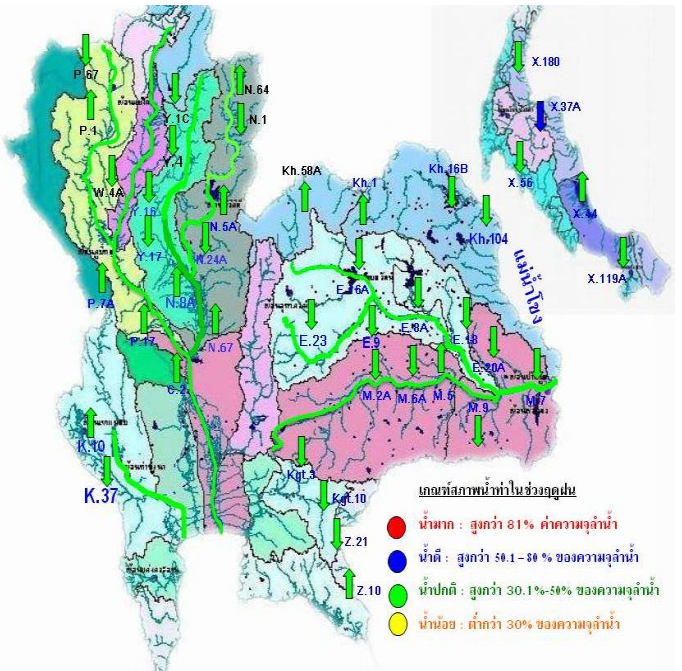 P.67
N.64
X.180
P.1
Y.1C
N.1
X.37A
Y.4
Kh.58A
Kh.1
Kh.16B
W.4A
X.56
Y.16
X.44
N.5A
Kh.104
Y.17
N.24A
แม่น้ำโขง
X.119A
P.7A
N.8A
E.16A
P.17
N.67
E.23
E.9
E.8A
E.18
E.20A
C.2
M.2A
M.6A
M.5
M.9
M.7
K.10
K.37
Kgt.3
Kgt.10
Z.21
Z.10
เกณฑ์สภาพน้ำท่าในช่วงฤดูฝน
น้ำมาก : สูงกว่า 81% ค่าความจุลำน้ำ
น้ำดี : สูงกว่า 50.1 - 80 % ของความจุลำน้ำ
น้ำปกติ : สูงกว่า 30.1%-50% ของความจุลำน้ำ
น้ำน้อย : ต่ำกว่า 30% ของความจุลำน้ำ